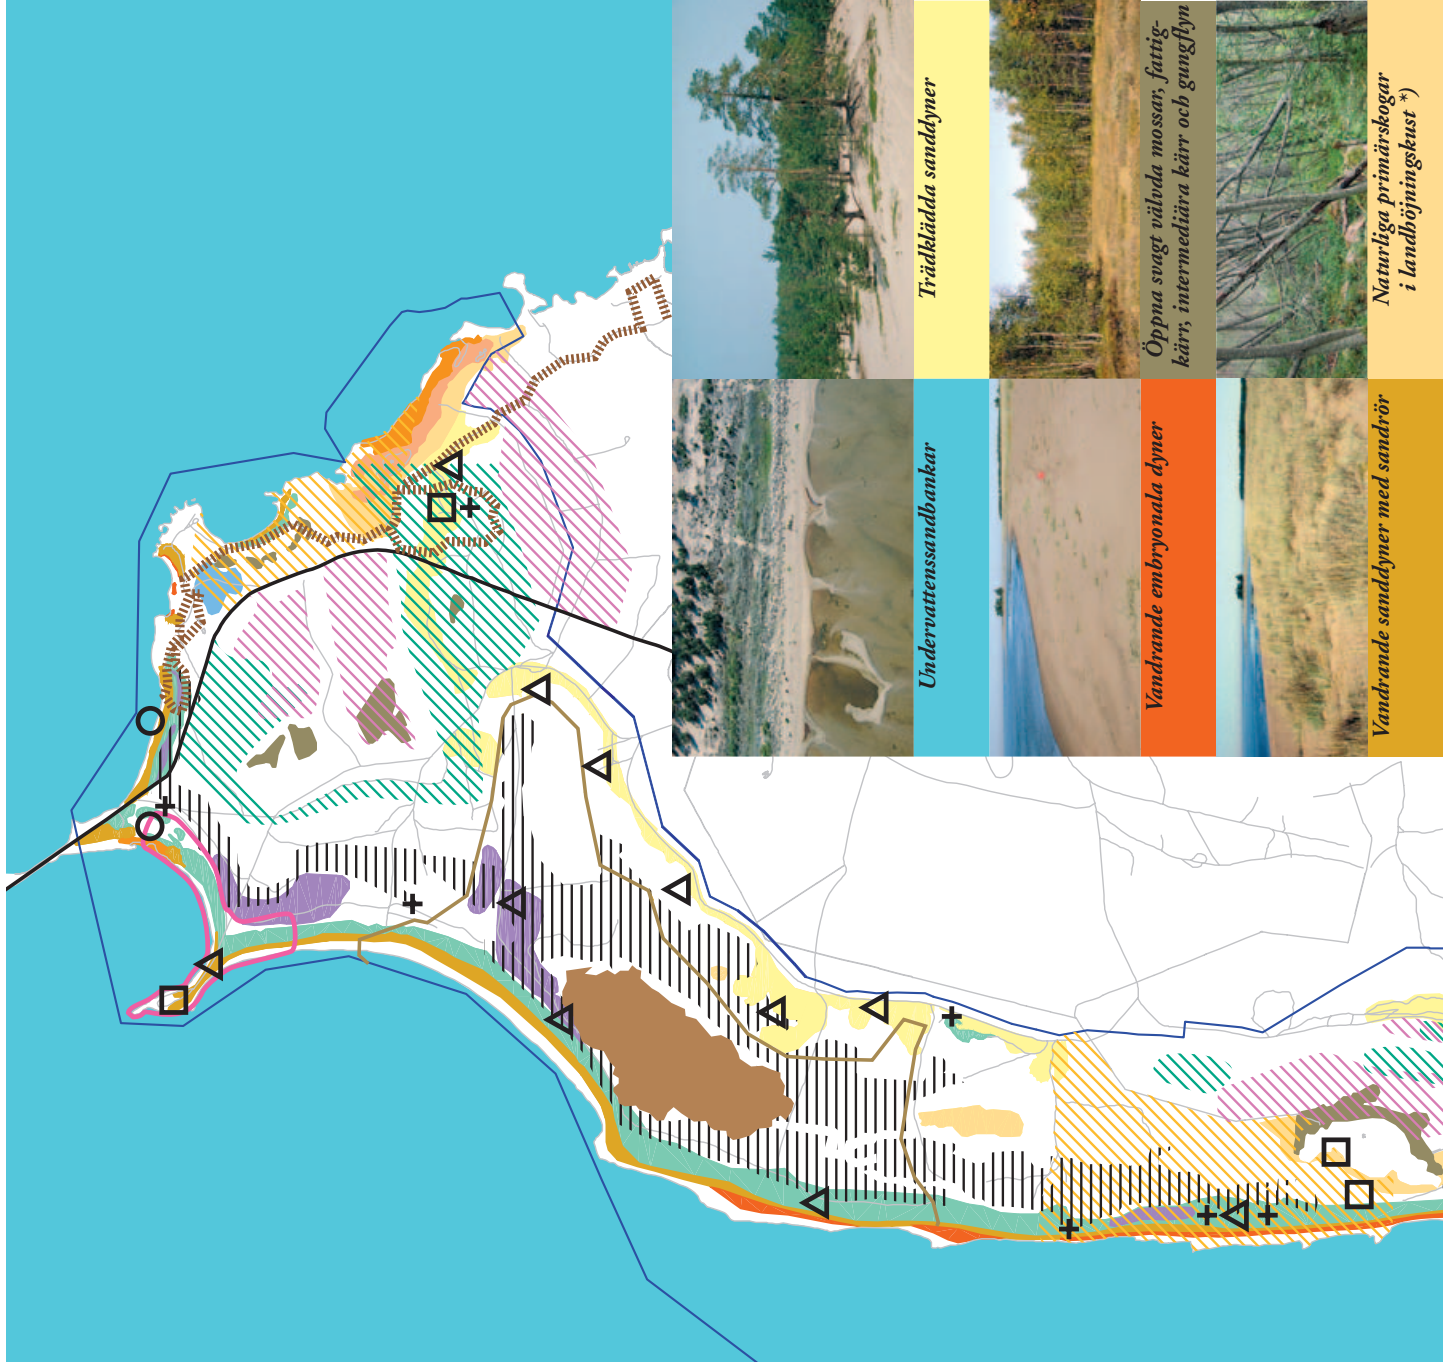 Undervattenssandbankar
Trädklädda sanddyner
Vandrande embryonala dyner
Öppna svagt välvda mossar, fattig-
kärr, intermediära kärr och gungflyn
Vandrande sanddyner med sandrör
Naturliga primärskogar
i landhöjningskust *)